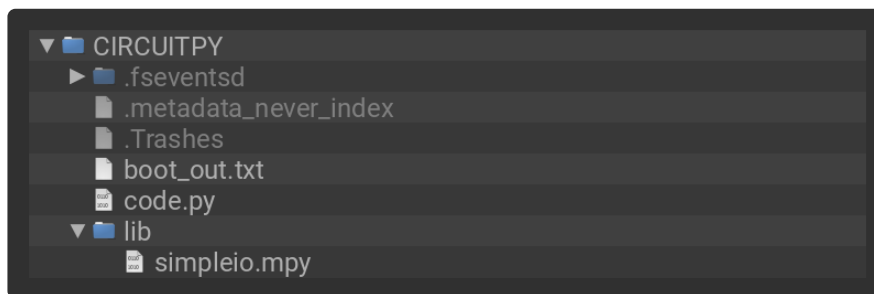 CIRCUITPY
.fseventsd
.metadata_never_index
.Trashes
boot_out.txt
code.py
lib
simpleio.mpy